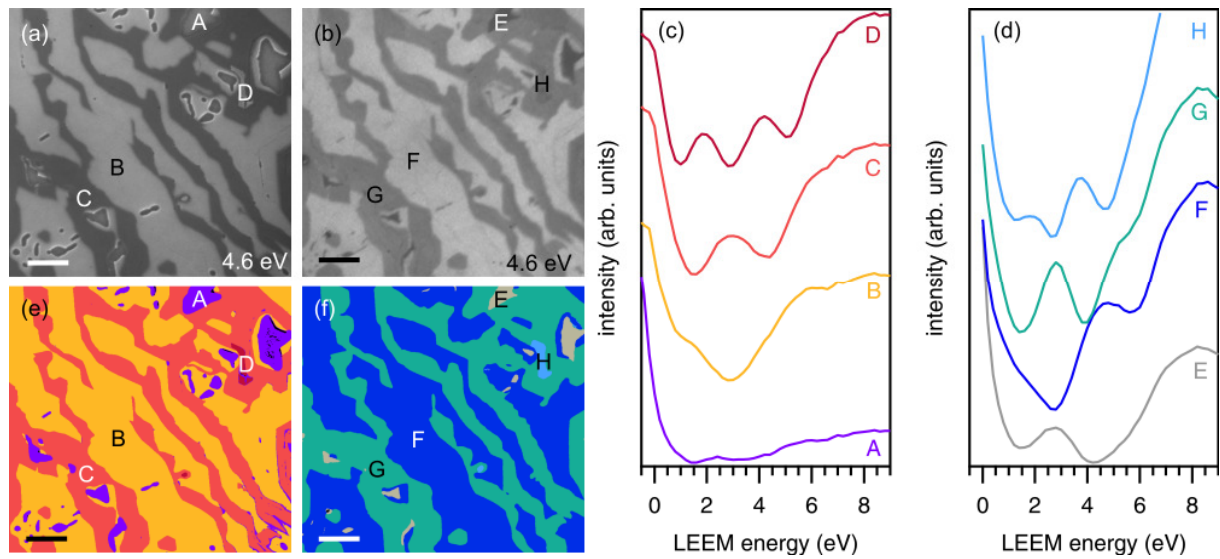 (a)
A
D
B
C
4.6 eV
(b)
E
H
F
G
4.6 eV
(c)
D
C
B
A
intensity (arb. units)
0 2 4 6 8
LEEM energy (eV)
(d)
H
G
F
E
intensity (arb. units)
0 2 4 6 8
LEEM energy (eV)
(e)
A
D
B
C
(f)
E
H
F
G